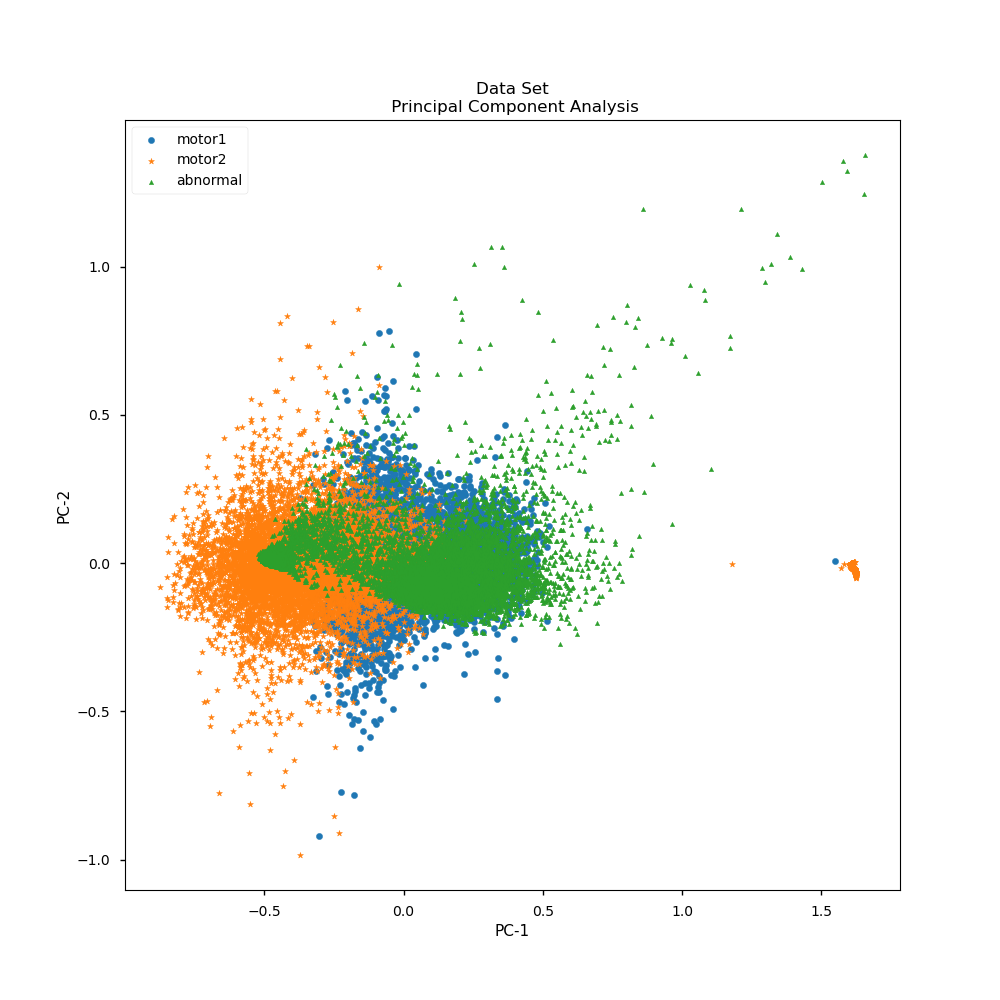 Data Set
Principal Component Analysis
motor1
motor2
abnormal
1.0
0.5
0.0
−0.5
−1.0
PC-2
−0.5
0.0
0.5
1.0
1.5
PC-1